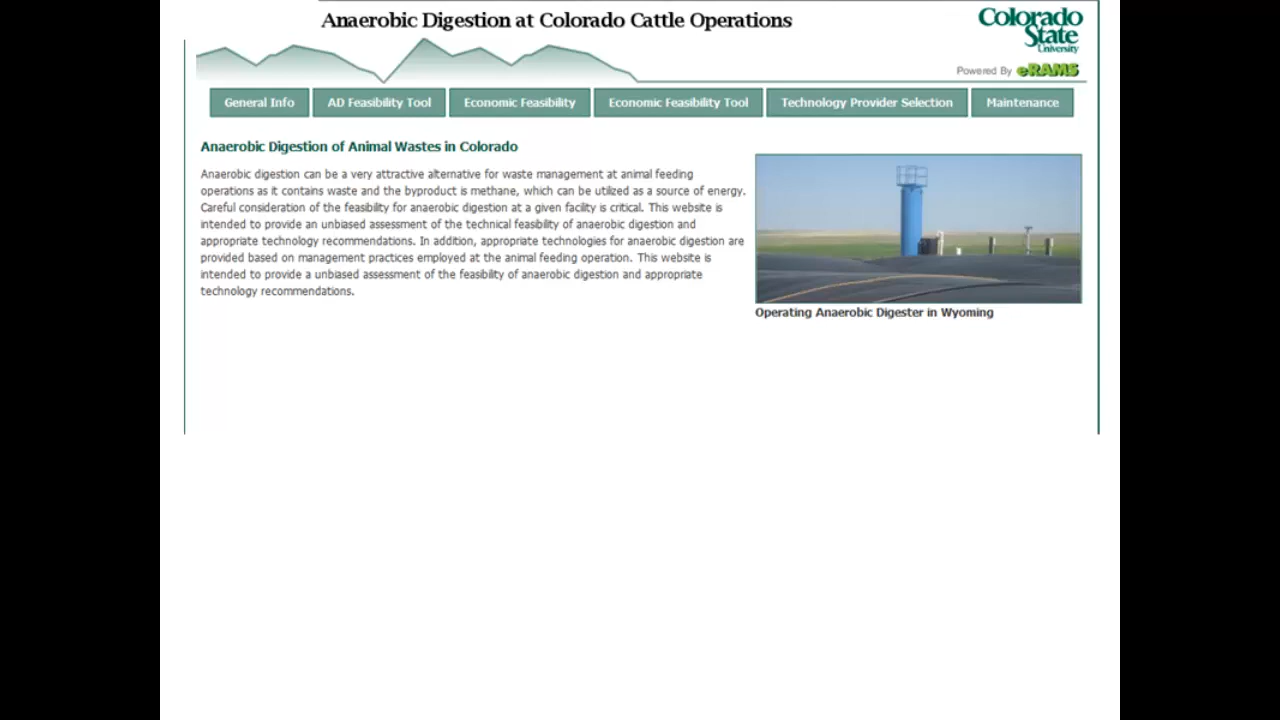 Anaerobic Digestion at Colorado Cattle Operations
Colorado
State
University
Powered By eRAMS
General Info
AD Feasibility Tool
Economic Feasibility
Economic Feasibility Tool
Technology Provider Selection
Maintenance
Anaerobic Digestion of Animal Wastes in Colorado
Anaerobic digestion can be a very attractive alternative for waste management at animal feeding
operations as it contains waste and the byproduct is methane, which can be utilized as a source of energy.
Careful consideration of the feasibility for anaerobic digestion at a given facility is critical. This website is
intended to provide an unbiased assessment of the technical feasibility of anaerobic digestion and
appropriate technology recommendations. In addition, appropriate technologies for anaerobic digestion are
provided based on management practices employed at the animal feeding operation. This website is
intended to provide a unbiased assessment of the feasibility of anaerobic digestion and appropriate
technology recommendations.
Operating Anaerobic Digester in Wyoming